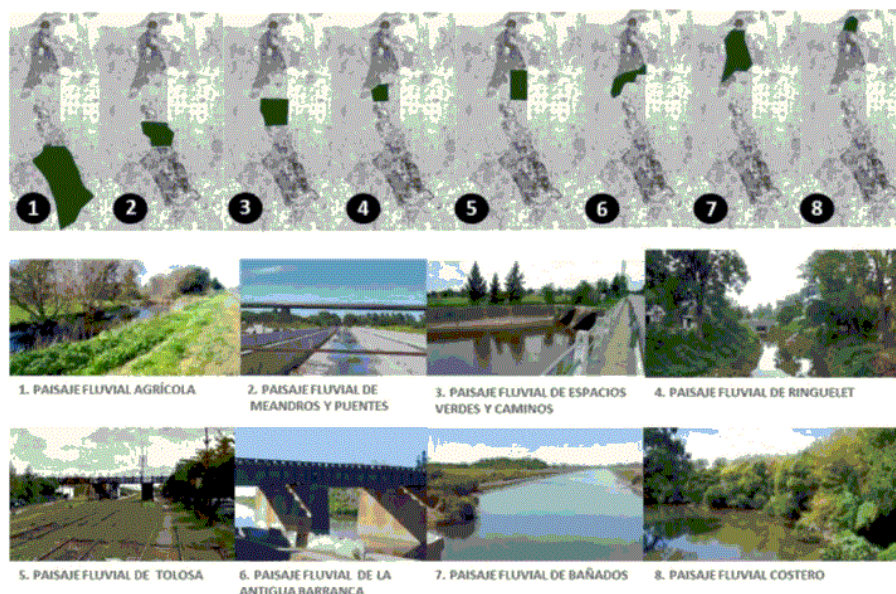 1 2 3 4 5 6 7 8
1. PAISAJE FLUVIAL AGRÍCOLA
2. PAISAJE FLUVIAL DE
MEANDROS Y PUENTES
3. PAISAJE FLUVIAL DE ESPACIOS
VERDES Y CAMINOS
4. PAISAJE FLUVIAL DE RINGUELET
5. PAISAJE FLUVIAL DE TOLOSA
6. PAISAJE FLUVIAL DE LA
ANTIGUA BARRANCA
7. PAISAJE FLUVIAL DE BAÑADOS
8. PAISAJE FLUVIAL COSTERO